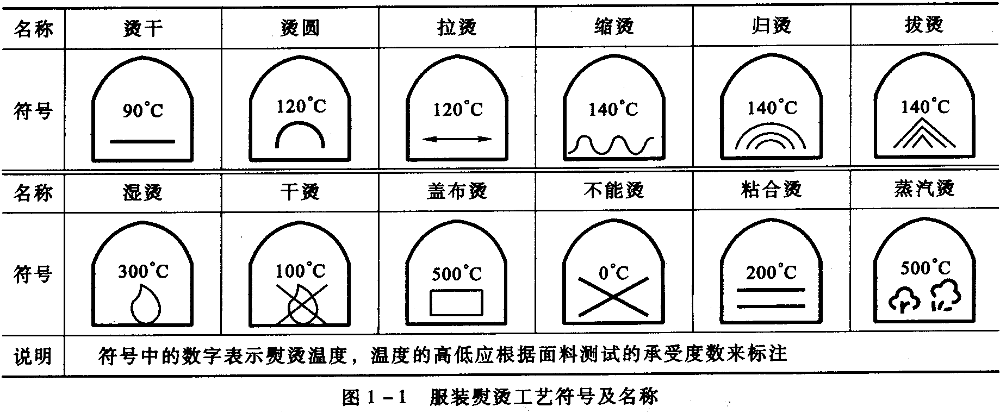 名称 烫干 烫圆 拉烫 缩烫 归烫 拔烫
符号 90°C 120°C 120°C 140°C 140°C 140°C
名称 湿烫 干烫 盖布烫 不能烫 粘合烫 蒸汽烫
符号 300°C 100°C 500°C 0°C 200°C 500°C
说明 符号中的数字表示熨烫温度，温度的高低应根据面料测试的承受度数来标注
图1-1 服装熨烫工艺符号及名称